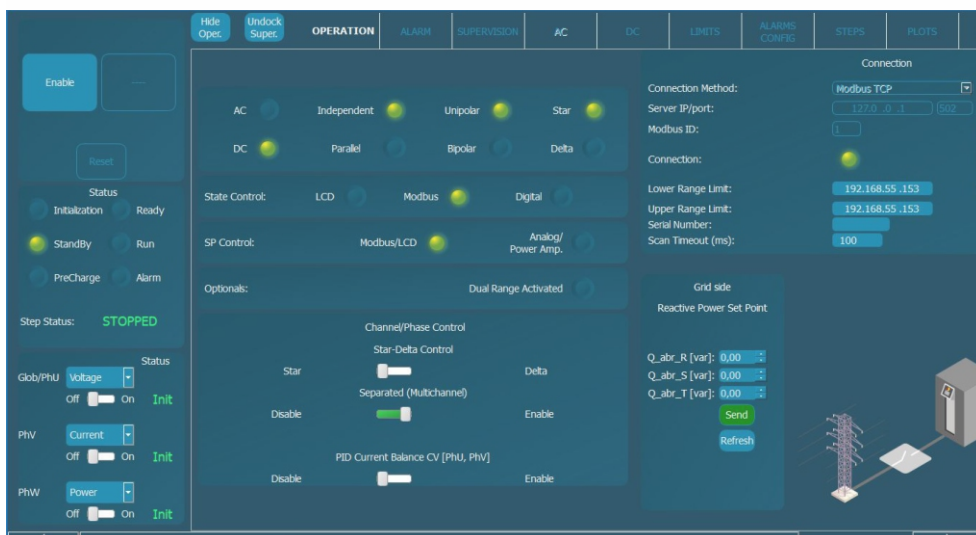 Hide Oper.
Undock Super.
OPERATION
ALARM
SUPERVISION
AC
DC
LIMITS
ALARMS CONFIG
STEPS
PLOTS
Enable
---
Reset
Status
Initialization Ready
StandBy Run
PreCharge Alarm
Step Status: STOPPED
Status
Glob/PhU Voltage
Off On Init
PhV Current
Off On Init
PhW Power
Off On Init
AC Independent Unipolar Star
DC Parallel Bipolar Delta
State Control: LCD Modbus Digital
SP Control: Modbus/LCD Analog/
Power Amp.
Optionals: Dual Range Activated
Channel/Phase Control
Star-Delta Control
Star Delta
Separated (Multichannel)
Disable Enable
PID Current Balance CV [PhU, PhV]
Disable Enable
Connection
Connection Method: Modbus TCP
Server IP/port: 127.0 .0 .1 502
Modbus ID: 1
Connection:
Lower Range Limit: 192.168.55 .153
Upper Range Limit: 192.168.55 .153
Serial Number:
Scan Timeout (ms): 100
Grid side
Reactive Power Set Point
Q_abr_R [var]: 0,00
Q_abr_S [var]: 0,00
Q_abr_T [var]: 0,00
Send
Refresh